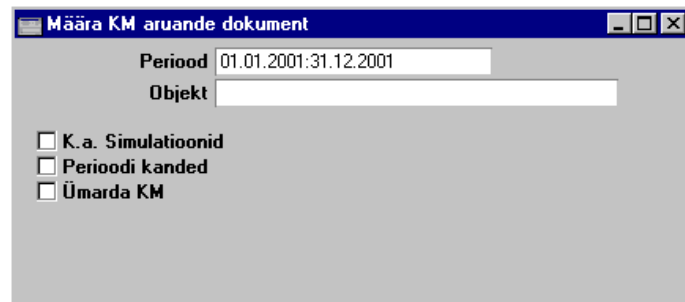 Määra KM aruande dokument
Periood 01.01.2001:31.12.2001
Objekt
K.a. Simulatioonid
Perioodi kanded
Ümarda KM